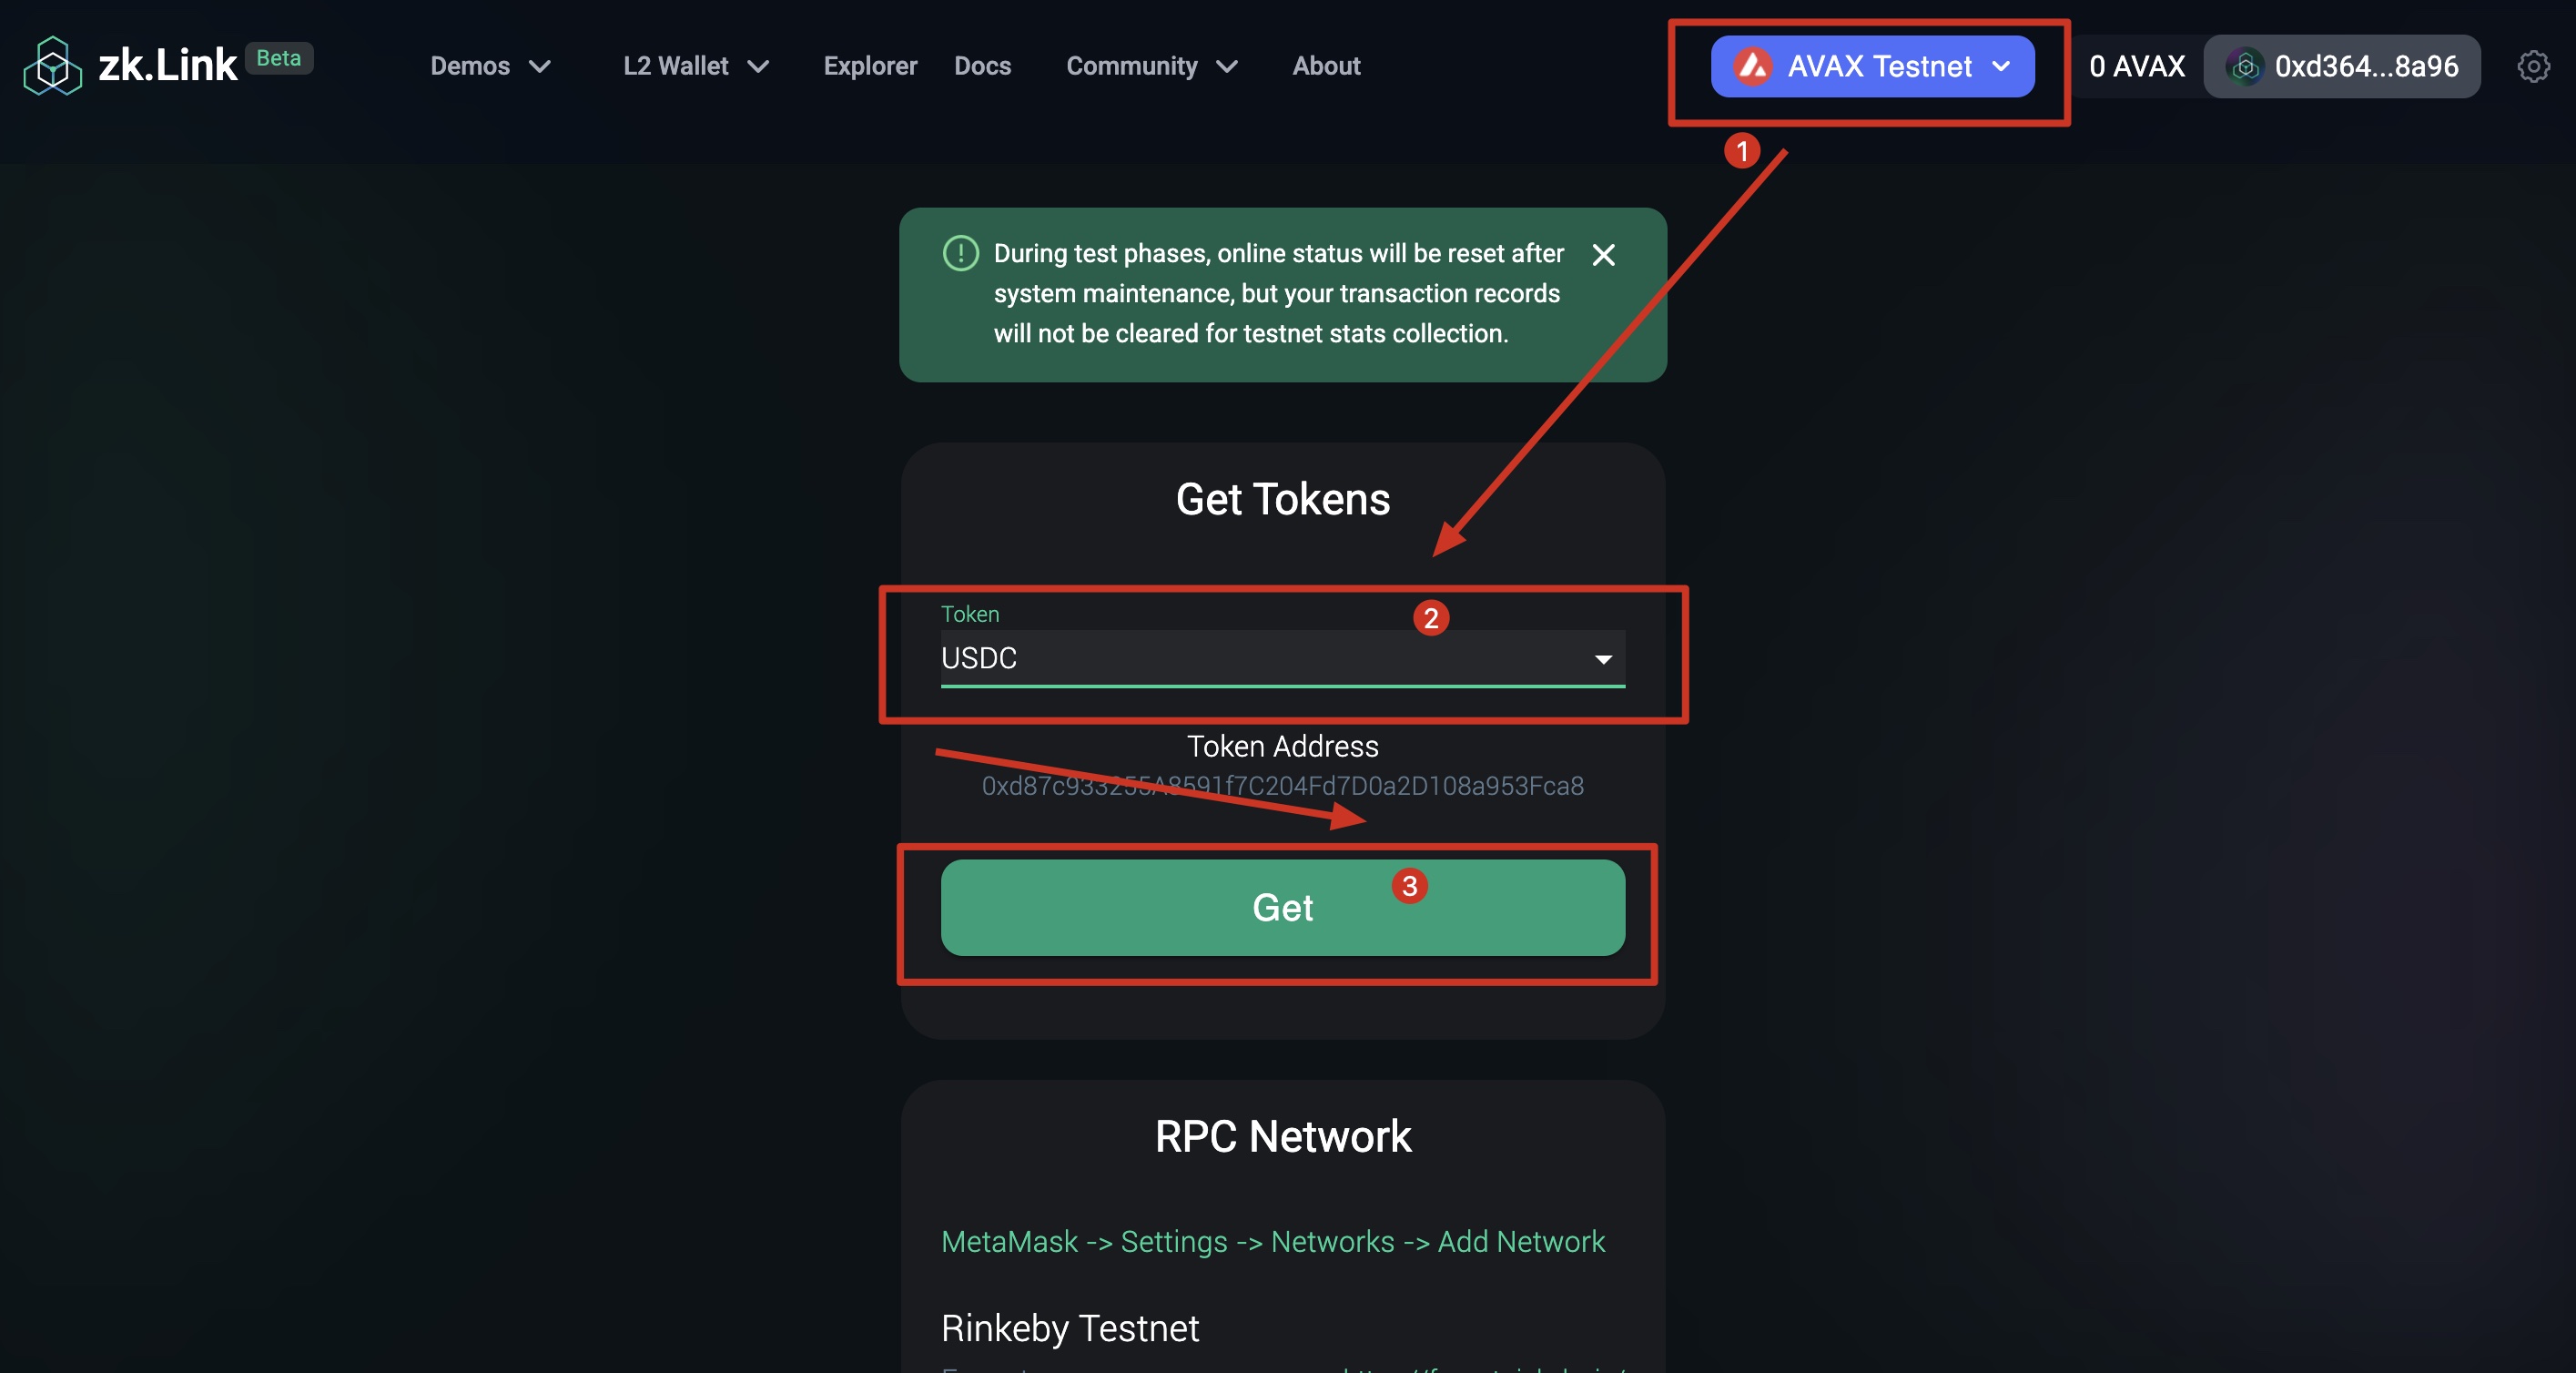 zk.Link Beta Demos L2 Wallet Explorer Docs Community About AVAX Testnet 0 AVAX 0xd364...8a96
1
During test phases, online status will be reset after
system maintenance, but your transaction records
will not be cleared for testnet stats collection.
Get Tokens
Token
2
USDC
Token Address
0xd87c933255A8591f7C204Fd7D0a2D108a953Fca8
3
Get
RPC Network
MetaMask -> Settings -> Networks -> Add Network
Rinkeby Testnet